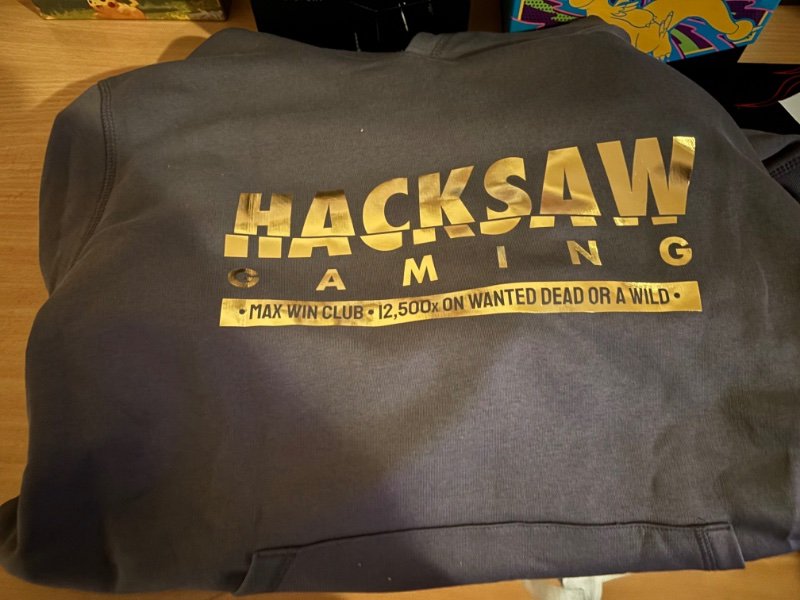 HACKSAW
GAMING
• MAX WIN CLUB • 12,500x ON WANTED DEAD OR A WILD •